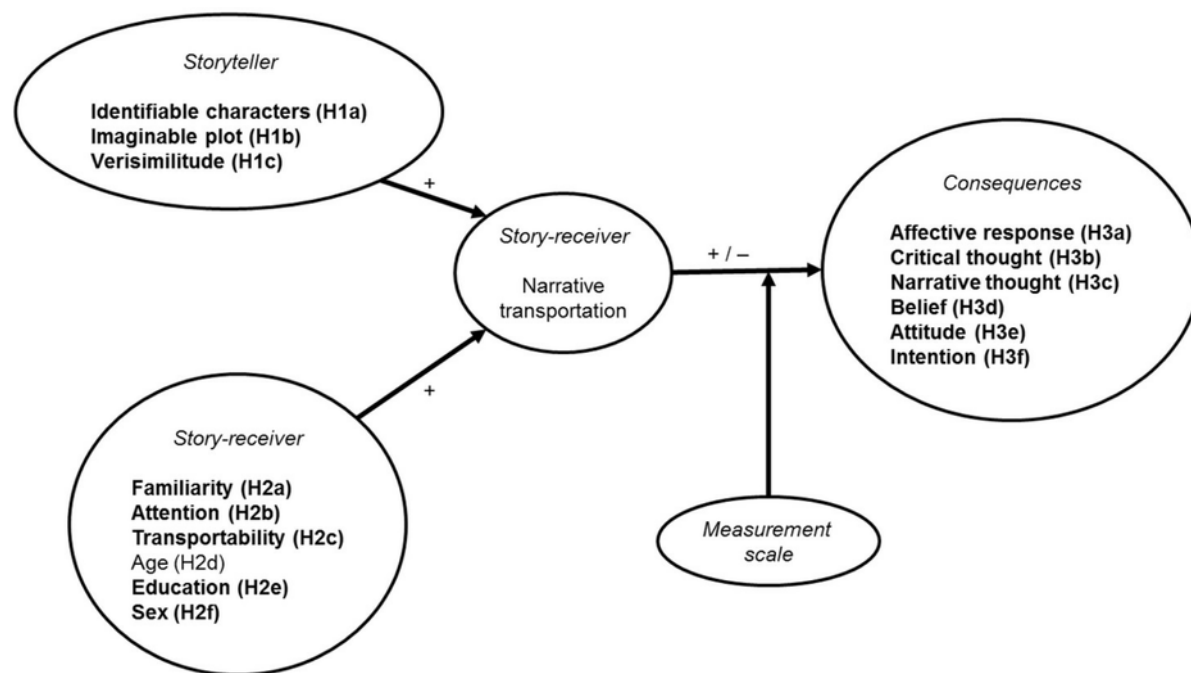 Storyteller
Identifiable characters (H1a)
Imaginable plot (H1b)
Verisimilitude (H1c)
+
Story-receiver
Narrative
transportation
+ / –
Consequences
Affective response (H3a)
Critical thought (H3b)
Narrative thought (H3c)
Belief (H3d)
Attitude (H3e)
Intention (H3f)
+
Story-receiver
Familiarity (H2a)
Attention (H2b)
Transportability (H2c)
Age (H2d)
Education (H2e)
Sex (H2f)
Measurement
scale